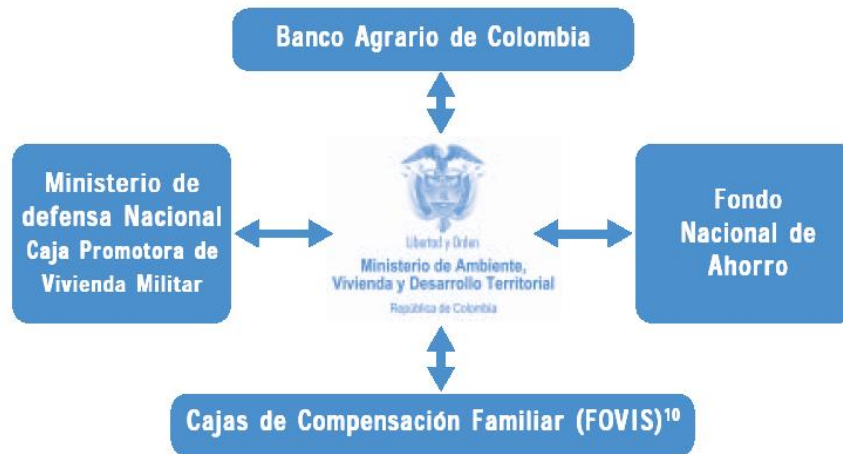 Banco Agrario de Colombia
Ministerio de
defensa Nacional
Caja Promotora de
Vivienda Militar
Libertad y Orden
Ministerio de Ambiente,
Vivienda y Desarrollo Territorial
República de Colombia
Fondo
Nacional de
Ahorro
Cajas de Compensación Familiar (FOVIS)¹⁰